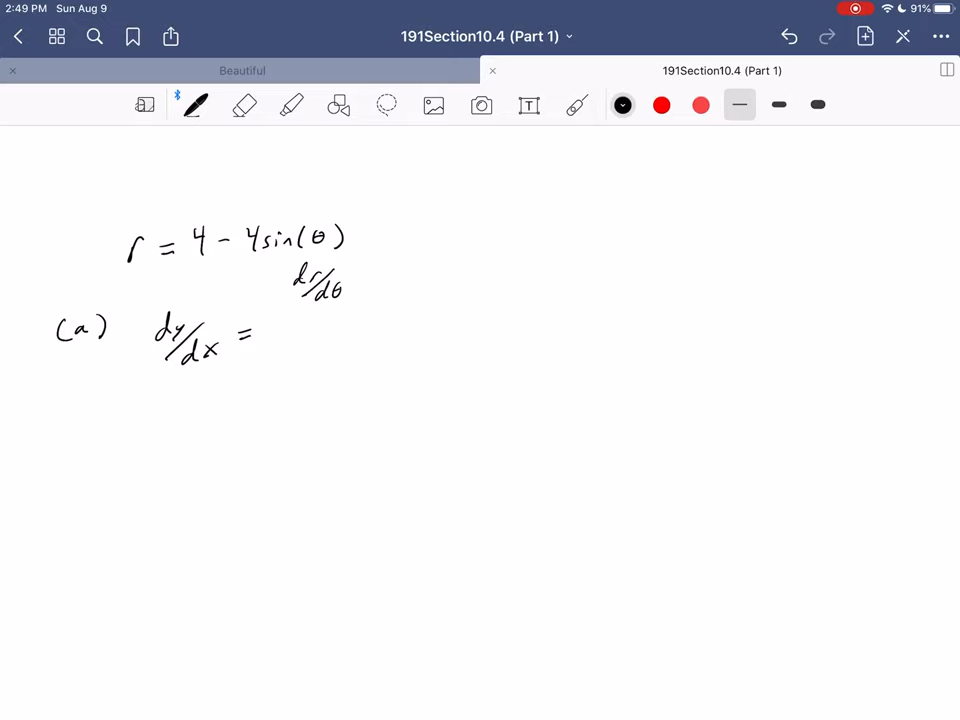 2:49 PM Sun Aug 9 91%
191Section10.4 (Part 1)
Beautiful 191Section10.4 (Part 1)
T
r = 4 - 4sin(θ)
dr/dθ
(a) dy/dx =